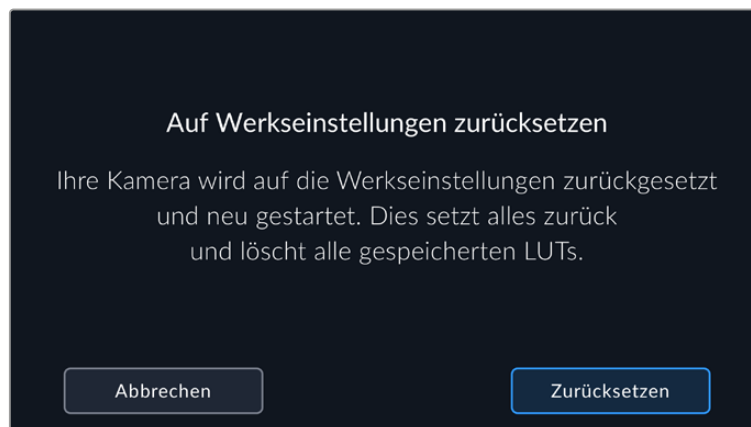 Auf Werkseinstellungen zurücksetzen
Ihre Kamera wird auf die Werkseinstellungen zurückgesetzt
und neu gestartet. Dies setzt alles zurück
und löscht alle gespeicherten LUTs.
Abbrechen
Zurücksetzen